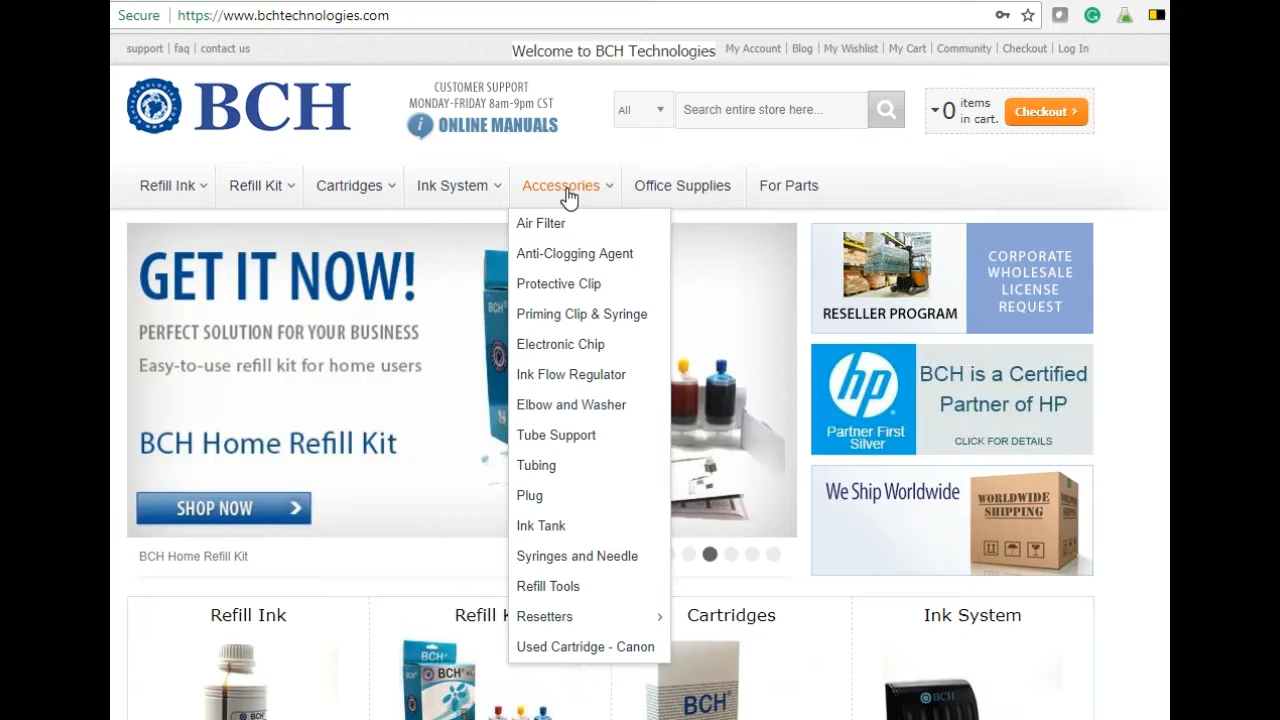 Secure https://www.bchtechnologies.com
support | faq | contact us
Welcome to BCH Technologies
My Account | Blog | My Wishlist | My Cart | Community | Checkout | Log In
BCH
CUSTOMER SUPPORT
MONDAY-FRIDAY 8am-9pm CST
i ONLINE MANUALS
All
Search entire store here...
0 items in cart.
Checkout >
Refill Ink
Refill Kit
Cartridges
Ink System
Accessories
Office Supplies
For Parts
Air Filter
Anti-Clogging Agent
Protective Clip
Priming Clip & Syringe
Electronic Chip
Ink Flow Regulator
Elbow and Washer
Tube Support
Tubing
Plug
Ink Tank
Syringes and Needle
Refill Tools
Resetters
Used Cartridge - Canon
GET IT NOW!
PERFECT SOLUTION FOR YOUR BUSINESS
Easy-to-use refill kit for home users
BCH Home Refill Kit
SHOP NOW
BCH Home Refill Kit
RESELLER PROGRAM
CORPORATE
WHOLESALE
LICENSE
REQUEST
hp
Partner First
Silver
BCH is a Certified
Partner of HP
CLICK FOR DETAILS
We Ship Worldwide
WORLDWIDE
SHIPPING
Refill Ink
Refill K
Cartridges
Ink System
BCH
BCH
BCH
BCH